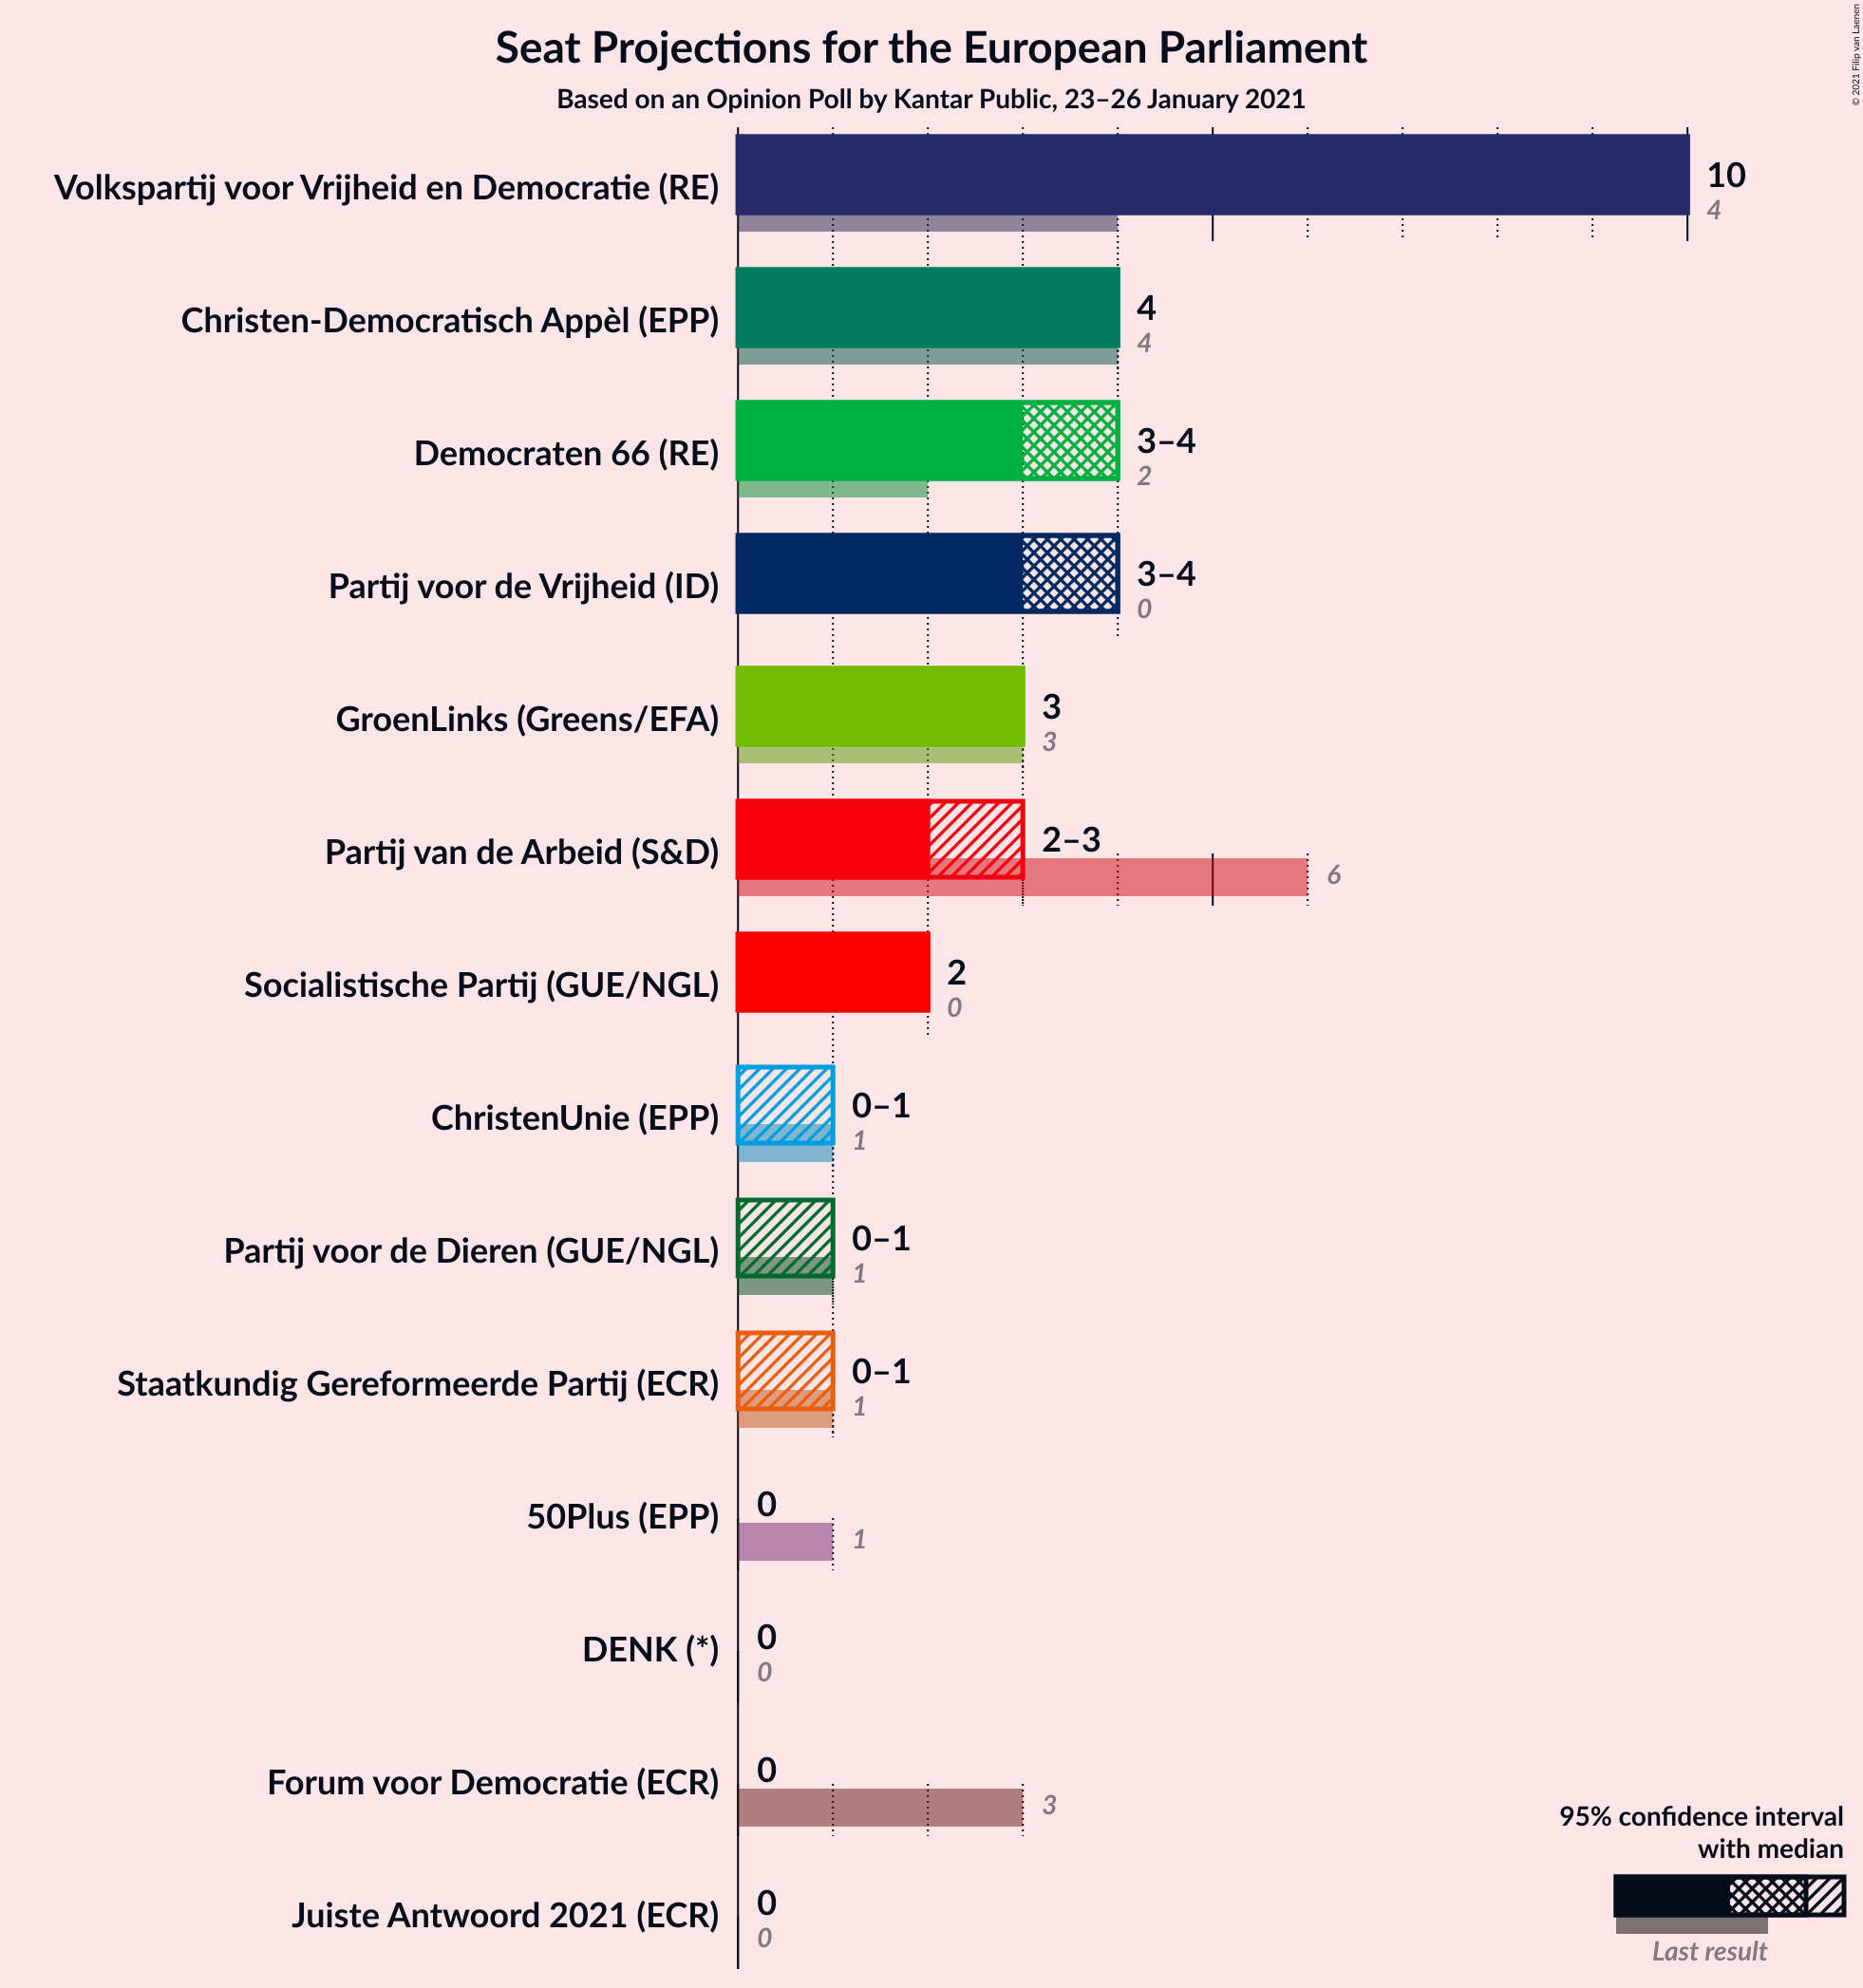 Seat Projections for the European Parliament
Based on an Opinion Poll by Kantar Public, 23–26 January 2021
© 2021 Filip van Laenen
Volkspartij voor Vrijheid en Democratie (RE)
10
4
Christen-Democratisch Appèl (EPP)
4
4
Democraten 66 (RE)
3–4
2
Partij voor de Vrijheid (ID)
3–4
0
GroenLinks (Greens/EFA)
3
3
Partij van de Arbeid (S&D)
2–3
6
Socialistische Partij (GUE/NGL)
2
0
ChristenUnie (EPP)
0–1
1
Partij voor de Dieren (GUE/NGL)
0–1
1
Staatkundig Gereformeerde Partij (ECR)
0–1
1
50Plus (EPP)
0
1
DENK (*)
0
0
Forum voor Democratie (ECR)
0
3
Juiste Antwoord 2021 (ECR)
0
0
95% confidence interval
with median
Last result